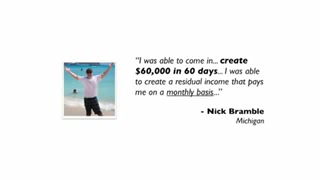 "I was able to come in... create
$60,000 in 60 days... I was able
to create a residual income that pays
me on a monthly basis..."
- Nick Bramble
Michigan